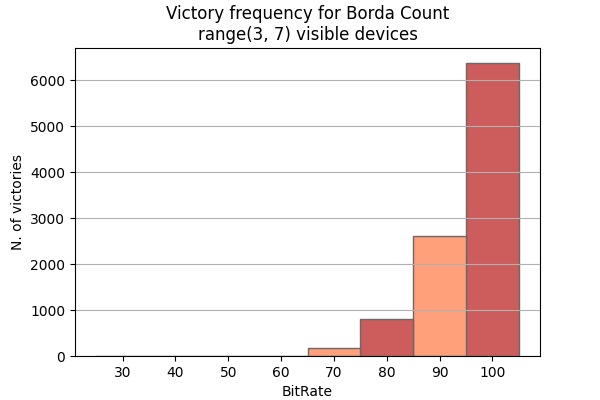 Victory frequency for Borda Count
range(3, 7) visible devices
6000
5000
4000
3000
2000
1000
0
N. of victories
30 40 50 60 70 80 90 100
BitRate